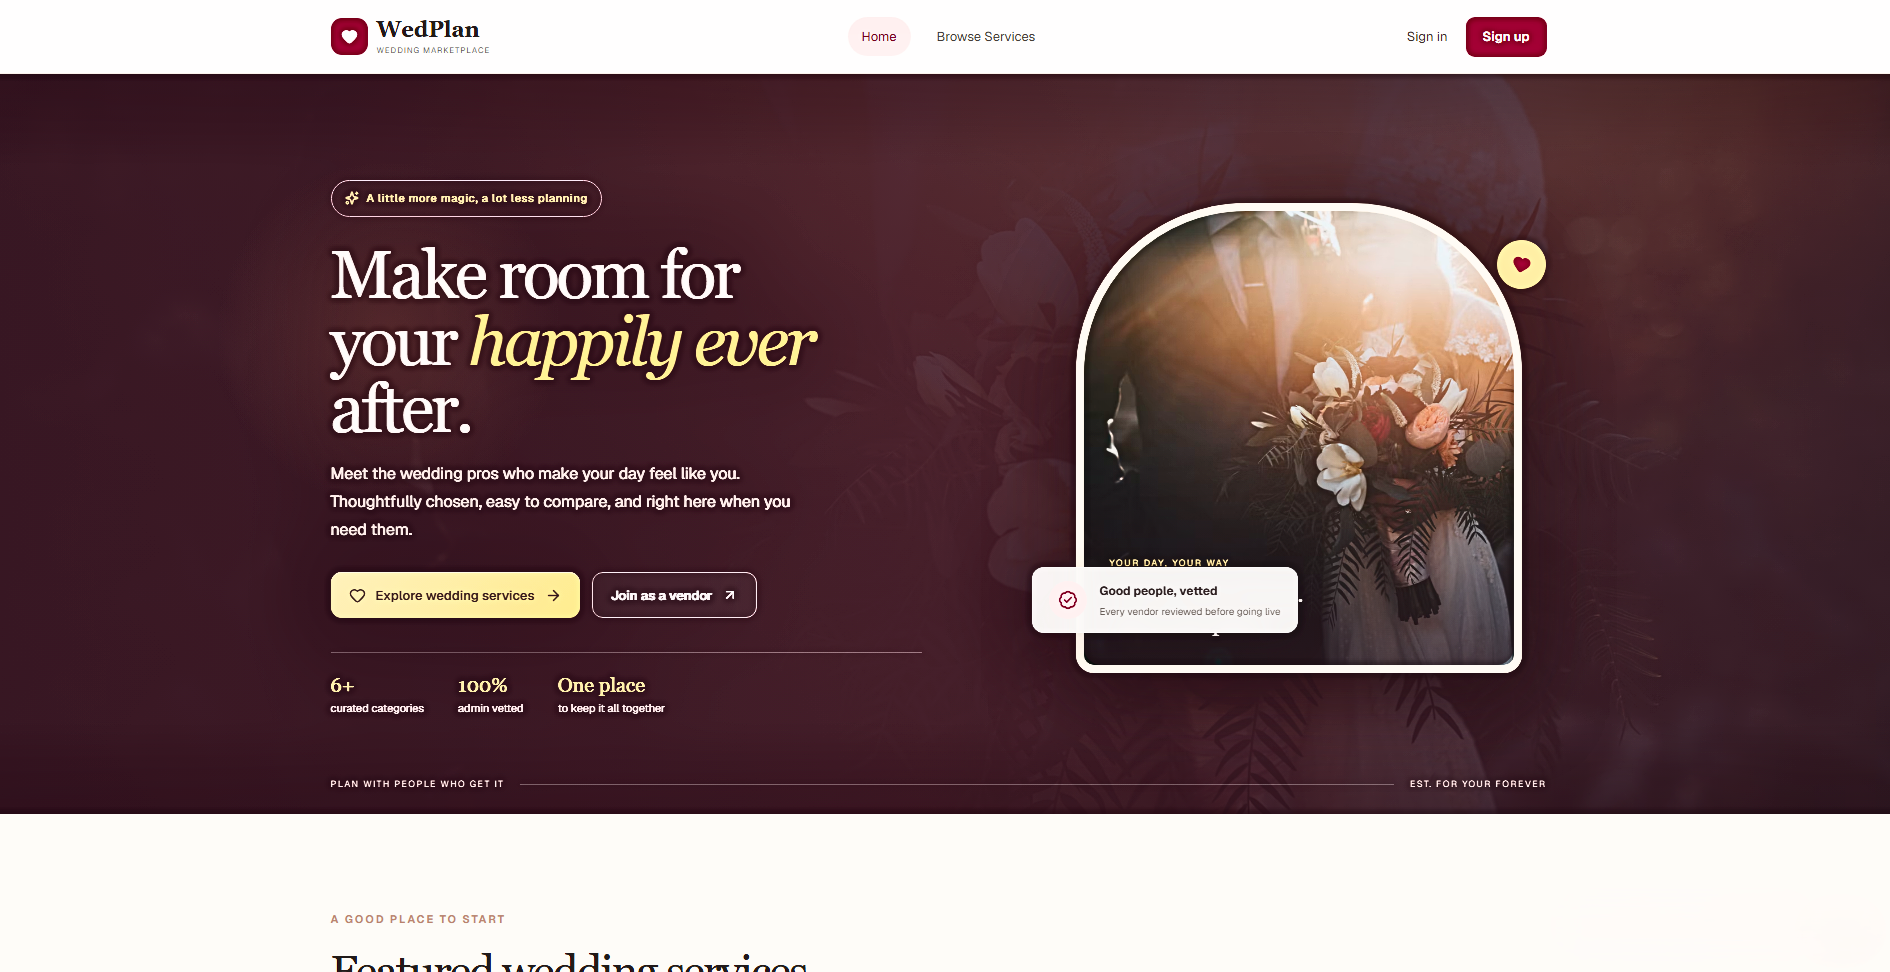 WedPlan
WEDDING MARKETPLACE
Home
Browse Services
Sign in
Sign up
A little more magic, a lot less planning
Make room for
your happily ever
after.
Meet the wedding pros who make your day feel like you.
Thoughtfully chosen, easy to compare, and right here when you
need them.
Explore wedding services
Join as a vendor
6+
curated categories
100%
admin vetted
One place
to keep it all together
YOUR DAY, YOUR WAY
Good people, vetted
Every vendor reviewed before going live
PLAN WITH PEOPLE WHO GET IT
EST. FOR YOUR FOREVER
A GOOD PLACE TO START
Featured wedding services